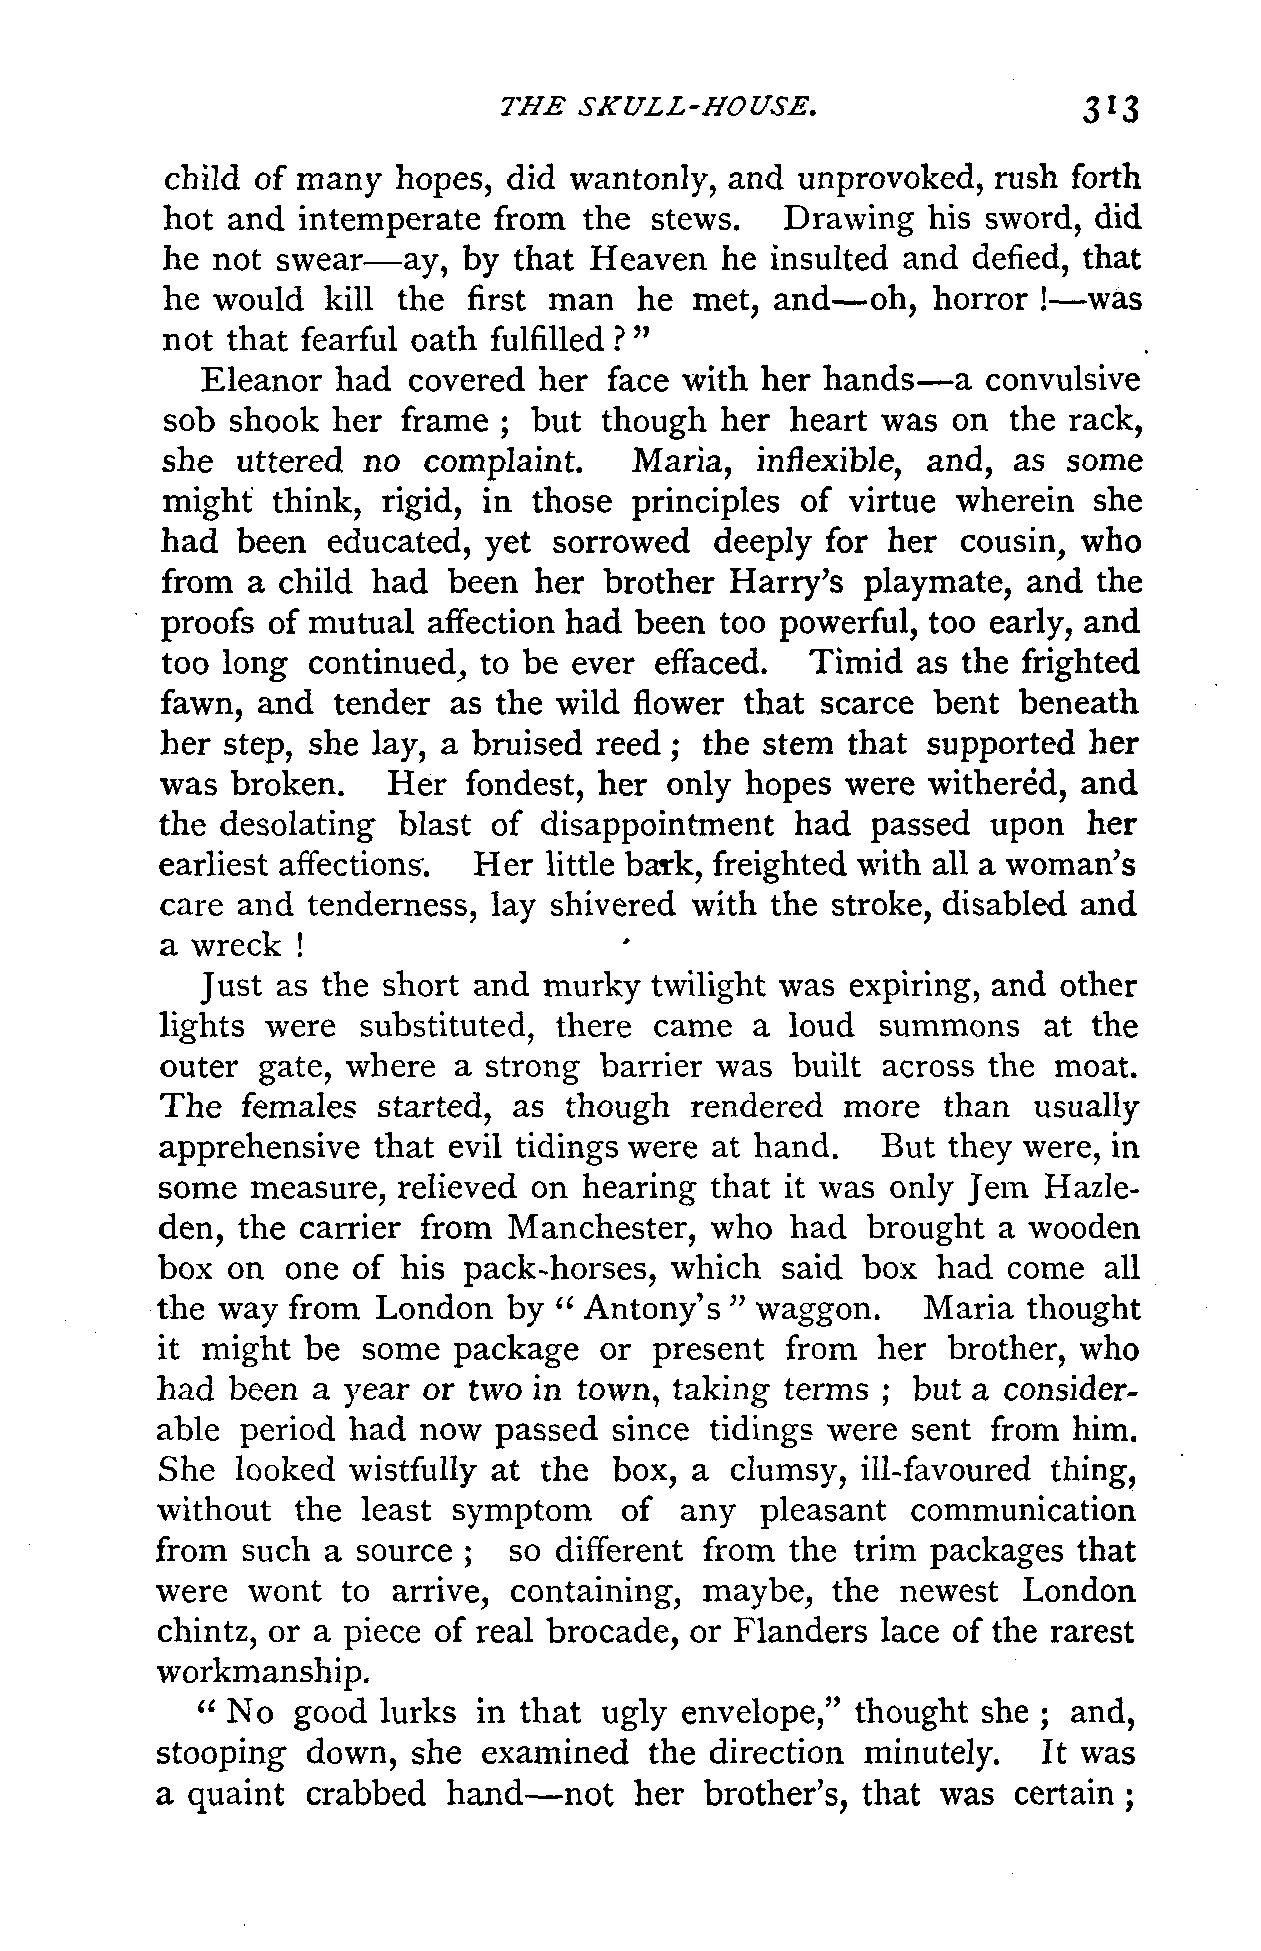 THE SKULL-HOUSE. 313
child of many hopes, did wantonly, and unprovoked, rush forth
hot and intemperate from the stews. Drawing his sword, did
he not swear—ay, by that Heaven he insulted and defied, that
he would kill the first man he met, and—oh, horror !—was
not that fearful oath fulfilled ? "
Eleanor had covered her face with her hands—a convulsive
sob shook her frame ; but though her heart was on the rack,
she uttered no complaint. Maria, inflexible, and, as some
might think, rigid, in those principles of virtue wherein she
had been educated, yet sorrowed deeply for her cousin, who
from a child had been her brother Harry's playmate, and the
proofs of mutual affection had been too powerful, too early, and
too long continued, to be ever effaced. Timid as the frighted
fawn, and tender as the wild flower that scarce bent beneath
her step, she lay, a bruised reed ; the stem that supported her
was broken. Her fondest, her only hopes were withered, and
the desolating blast of disappointment had passed upon her
earliest affections. Her little bark, freighted with all a woman's
care and tenderness, lay shivered with the stroke, disabled and
a wreck !
Just as the short and murky twilight was expiring, and other
lights were substituted, there came a loud summons at the
outer gate, where a strong barrier was built across the moat.
The females started, as though rendered more than usually
apprehensive that evil tidings were at hand. But they were, in
some measure, relieved on hearing that it was only Jem Hazle-
den, the carrier from Manchester, who had brought a wooden
box on one of his pack-horses, which said box had come all
the way from London by " Antony's " waggon. Maria thought
it might be some package or present from her brother, who
had been a year or two in town, taking terms ; but a consider-
able period had now passed since tidings were sent from him.
She looked wistfully at the box, a clumsy, ill-favoured thing,
without the least symptom of any pleasant communication
from such a source ; so different from the trim packages that
were wont to arrive, containing, maybe, the newest London
chintz, or a piece of real brocade, or Flanders lace of the rarest
workmanship.
" No good lurks in that ugly envelope," thought she ; and,
stooping down, she examined the direction minutely. It was
a quaint crabbed hand—not her brother's, that was certain ;